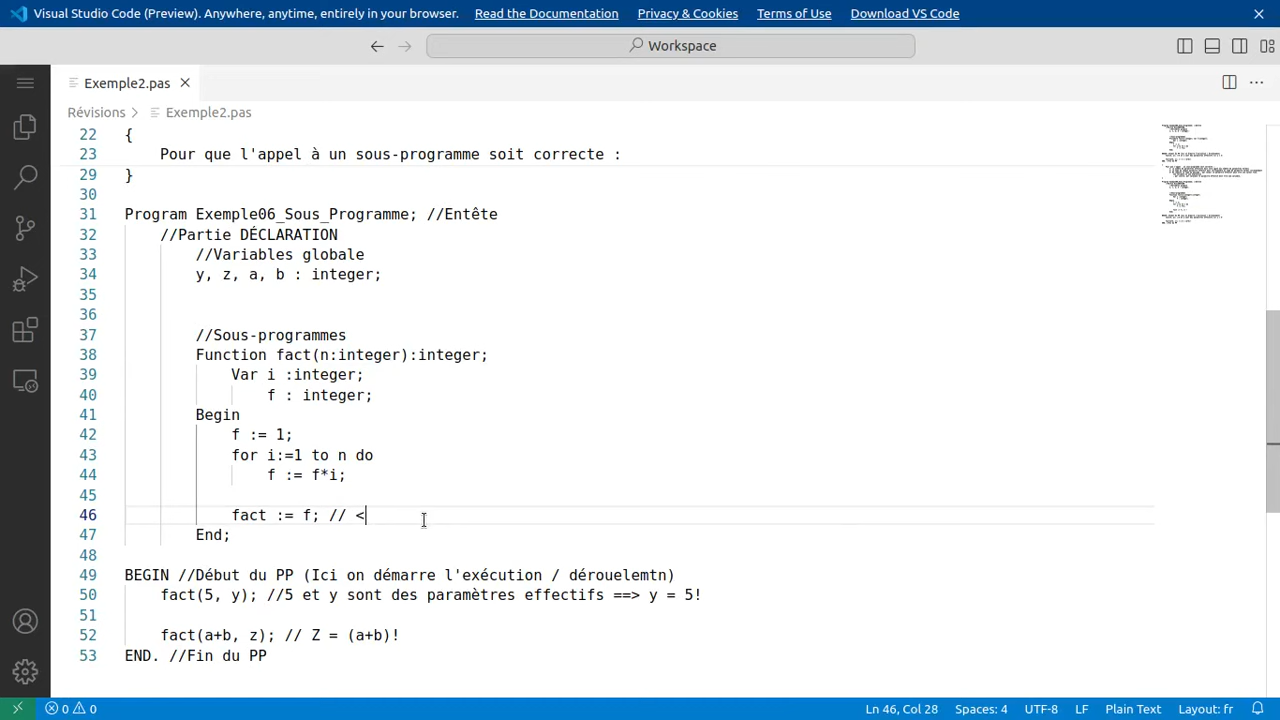 Visual Studio Code (Preview). Anywhere, anytime, entirely in your browser. Read the Documentation Privacy & Cookies Terms of Use Download VS Code
Workspace
Exemple2.pas
Révisions > Exemple2.pas
22 {
23 Pour que l'appel à un sous-programme soit correcte :
29 }
30
31 Program Exemple06_Sous_Programme; //Entête
32 //Partie DÉCLARATION
33 //Variables globale
34 y, z, a, b : integer;
35
36
37 //Sous-programmes
38 Function fact(n:integer):integer;
39 Var i :integer;
40 f : integer;
41 Begin
42 f := 1;
43 for i:=1 to n do
44 f := f*i;
45
46 fact := f; // <
47 End;
48
49 BEGIN //Début du PP (Ici on démarre l'exécution / dérouelemtn)
50 fact(5, y); //5 et y sont des paramètres effectifs ==> y = 5!
51
52 fact(a+b, z); // Z = (a+b)!
53 END. //Fin du PP
0 0 Ln 46, Col 28 Spaces: 4 UTF-8 LF Plain Text Layout: fr